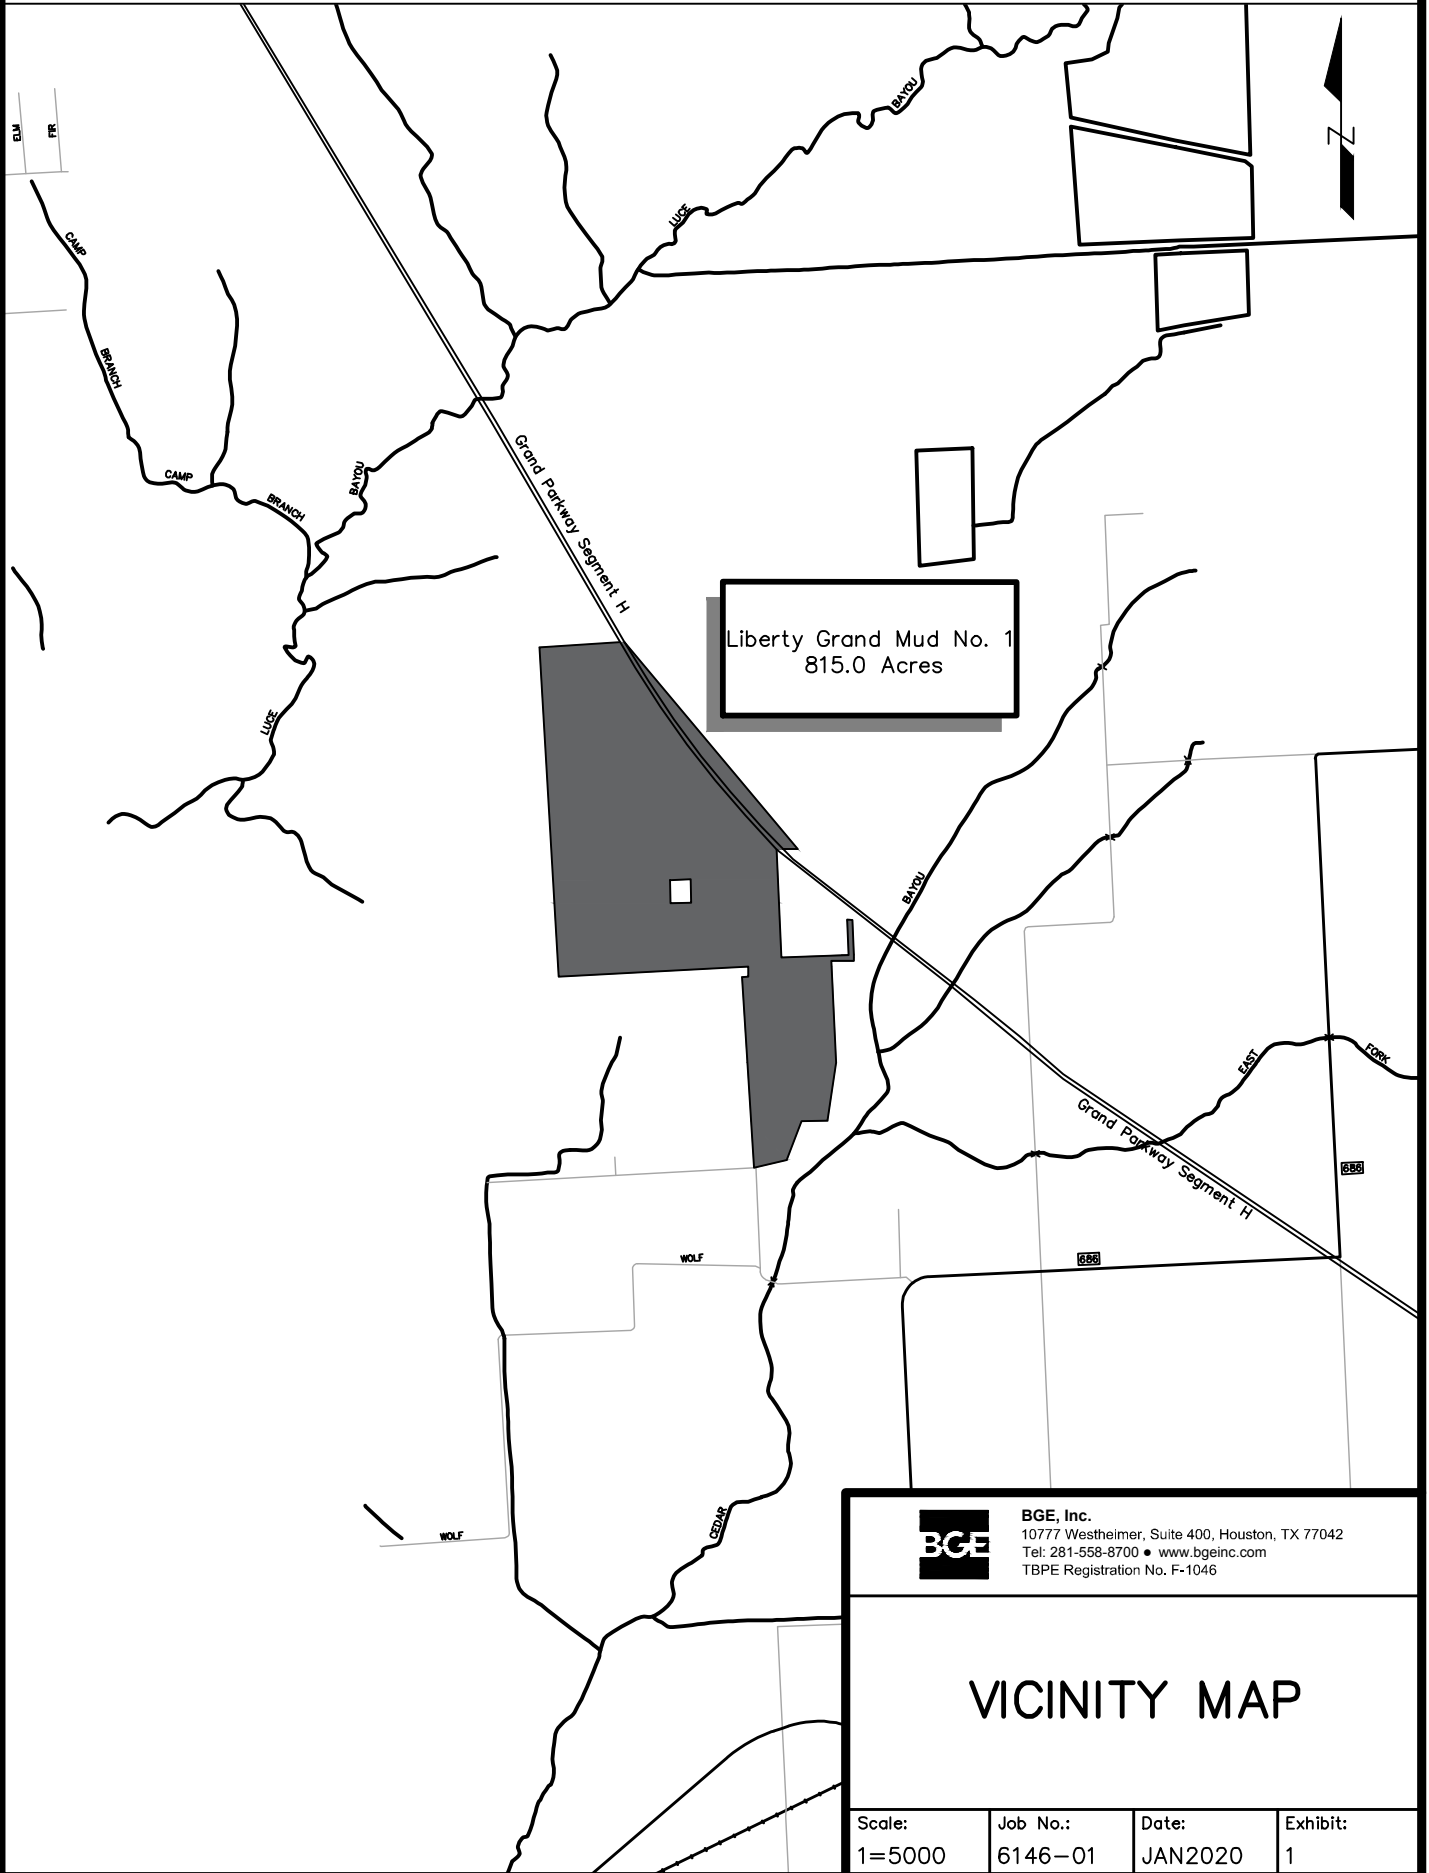 BAYOU
ELM
FIR
N
LUCE
CAMP
BRANCH
CAMP
BAYOU
BRANCH
Grand Parkway Segment H
Liberty Grand Mud No. 1
815.0 Acres
LUCE
BAYOU
EAST
FORK
Grand Parkway Segment H
686
WOLF
686
CEDAR
WOLF
BGE
BGE, Inc.
10777 Westheimer, Suite 400, Houston, TX 77042
Tel: 281-558-8700 ● www.bgeinc.com
TBPE Registration No. F-1046
VICINITY MAP
Scale:
1=5000
Job No.:
6146-01
Date:
JAN2020
Exhibit:
1